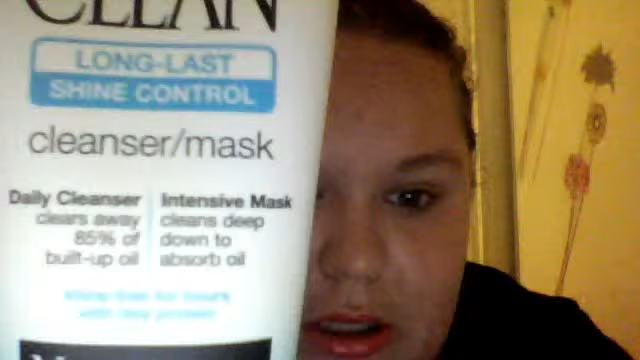 CLEAN
LONG-LAST
SHINE CONTROL
cleanser/mask
Daily Cleanser
clears away
85% of
built-up oil
Intensive Mask
cleans deep
down to
absorb oil